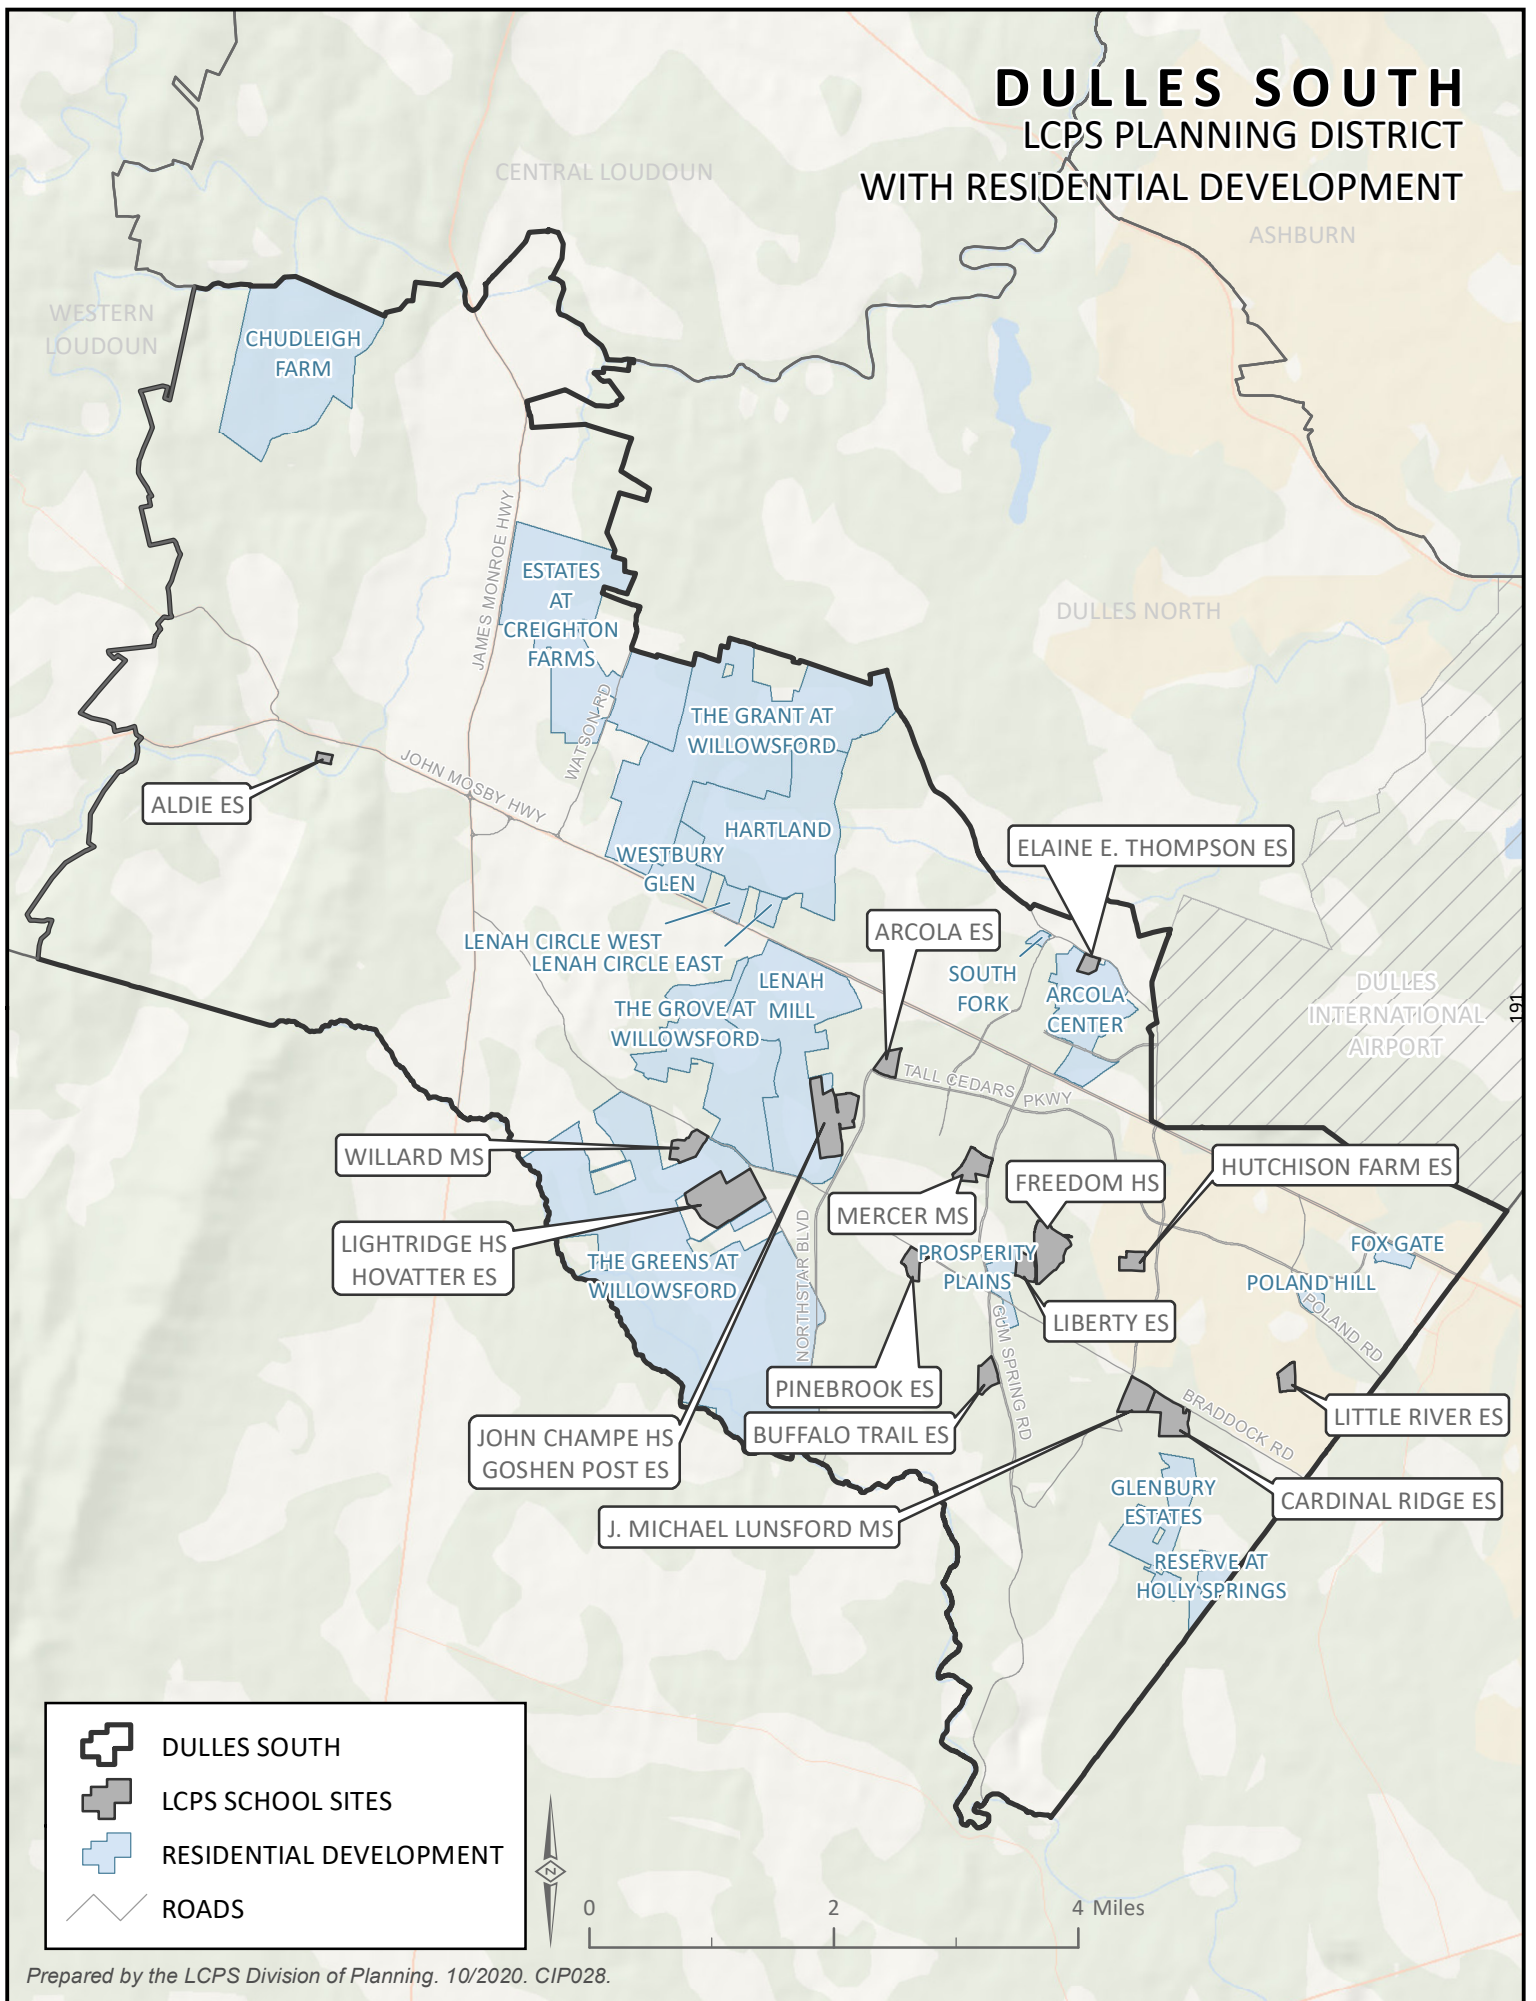 DULLES SOUTH
LCPS PLANNING DISTRICT
WITH RESIDENTIAL DEVELOPMENT
CENTRAL LOUDOUN
ASHBURN
WESTERN
LOUDOUN
CHUDLEIGH
FARM
JAMES MONROE HWY
ESTATES
AT
CREIGHTON
FARMS
DULLES NORTH
WATSON RD
THE GRANT AT
WILLOWSFORD
JOHN MOSBY HWY
ALDIE ES
HARTLAND
WESTBURY
GLEN
ELAINE E. THOMPSON ES
LENAH CIRCLE WEST
LENAH CIRCLE EAST
ARCOLA ES
SOUTH
FORK
ARCOLA
CENTER
DULLES
INTERNATIONAL
AIRPORT
191
LENAH
MILL
THE GROVE AT
WILLOWSFORD
TALL CEDARS PKWY
WILLARD MS
MERCER MS
FREEDOM HS
HUTCHISON FARM ES
LIGHTRIDGE HS
HOVATTER ES
THE GREENS AT
WILLOWSFORD
NORTHSTAR BLVD
PROSPERITY
PLAINS
FOX GATE
POLAND HILL
POLAND RD
LIBERTY ES
GUM SPRING RD
PINEBROOK ES
BUFFALO TRAIL ES
BRADDOCK RD
LITTLE RIVER ES
JOHN CHAMPE HS
GOSHEN POST ES
J. MICHAEL LUNSFORD MS
GLENBURY
ESTATES
CARDINAL RIDGE ES
RESERVE AT
HOLLY SPRINGS
DULLES SOUTH
LCPS SCHOOL SITES
RESIDENTIAL DEVELOPMENT
ROADS
N
0 2 4 Miles
Prepared by the LCPS Division of Planning. 10/2020. CIP028.